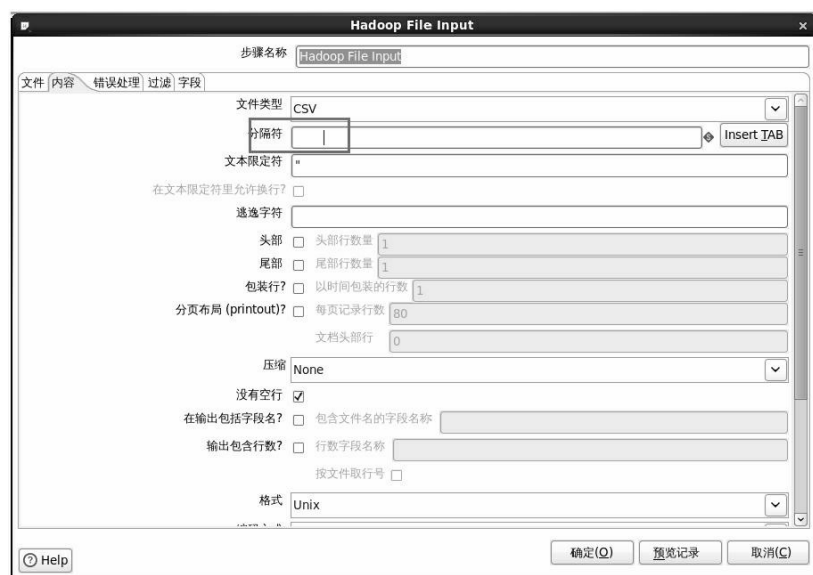 Hadoop File Input
步骤名称 Hadoop File Input
文件 内容 错误处理 过滤 字段
文件类型 CSV
分隔符 Insert TAB
文本限定符 "
在文本限定符里允许换行?
逃逸字符
头部 头部行数量 1
尾部 尾部行数量 1
包装行? 以时间包装的行数 1
分页布局 (printout)? 每页记录行数 80
文档头部行 0
压缩 None
没有空行
在输出包括字段名? 包含文件名的字段名称
输出包含行数? 行数字段名称
按文件取行号
格式 Unix
Help 确定(O) 预览记录 取消(C)